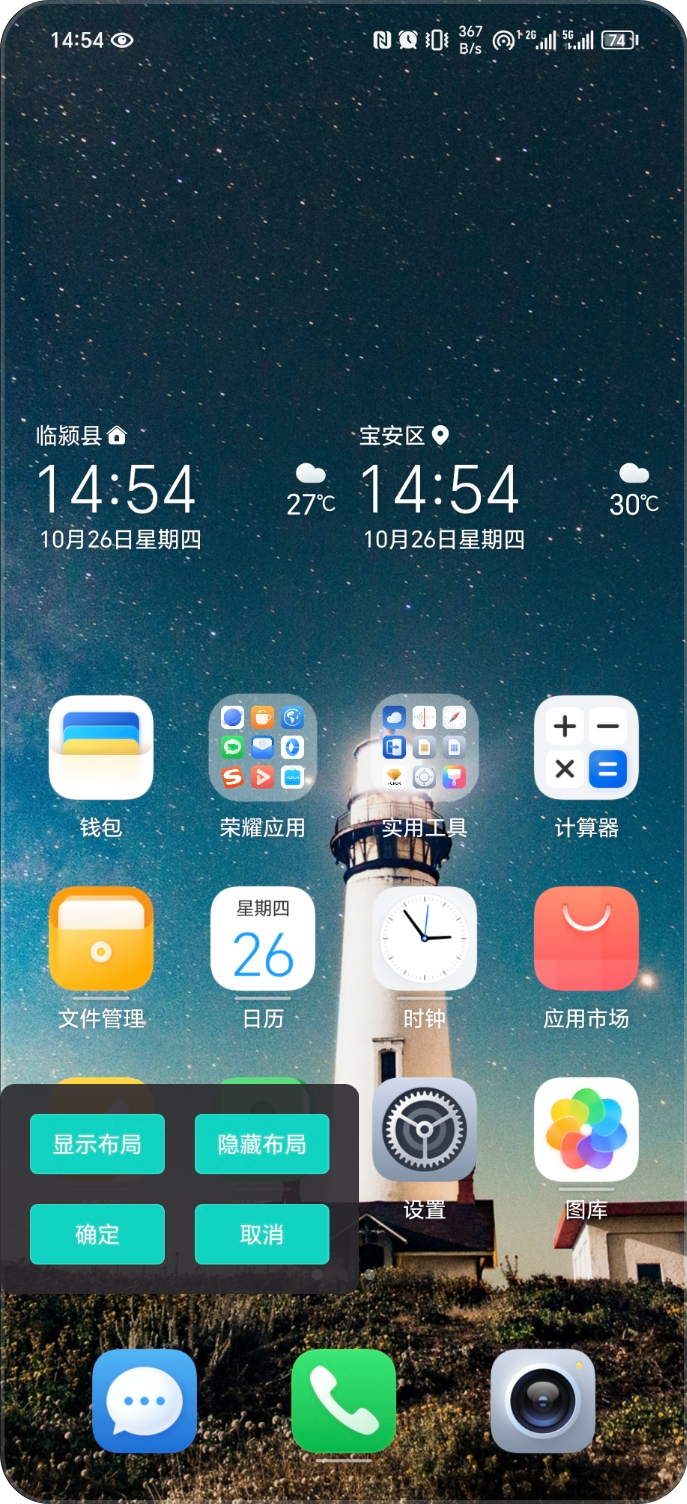 14:54
367
B/s
2G
5G
74
临颍县
14:54
27℃
10月26日星期四
宝安区
14:54
30℃
10月26日星期四
钱包
荣耀应用
实用工具
计算器
文件管理
星期四
26
日历
时钟
应用市场
显示布局
隐藏布局
确定
取消
设置
图库